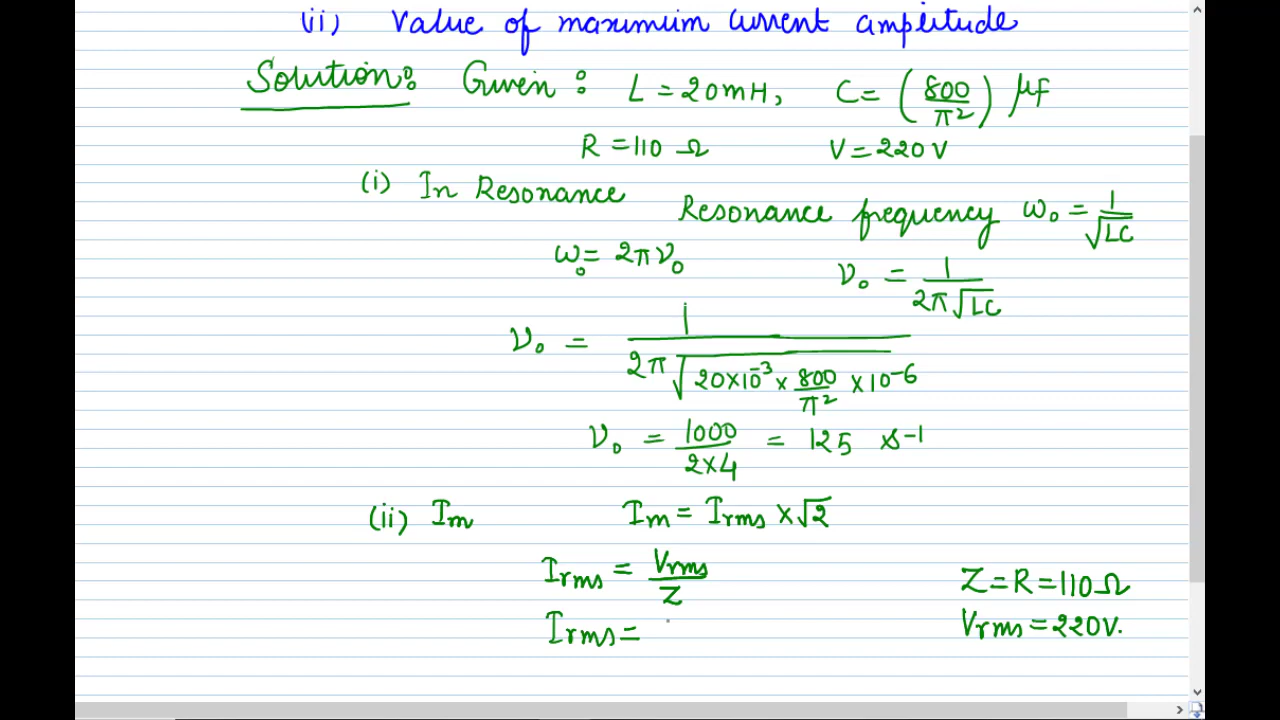 (ii) Value of maximum current amplitude
Solution: Given: L = 20mH, C = (800/π²) μF
R = 110 Ω V = 220 V
(i) In Resonance
Resonance frequency ω₀ = 1/√LC
ω₀ = 2πν₀
ν₀ = 1/2π√LC
ν₀ = 1/2π√20×10⁻³ × 800/π² ×10⁻⁶
ν₀ = 1000/2×4 = 125 s⁻¹
(ii) Im Im = Irms × √2
Irms = Vrms/Z
Z = R = 110 Ω
Irms =
Vrms = 220V.